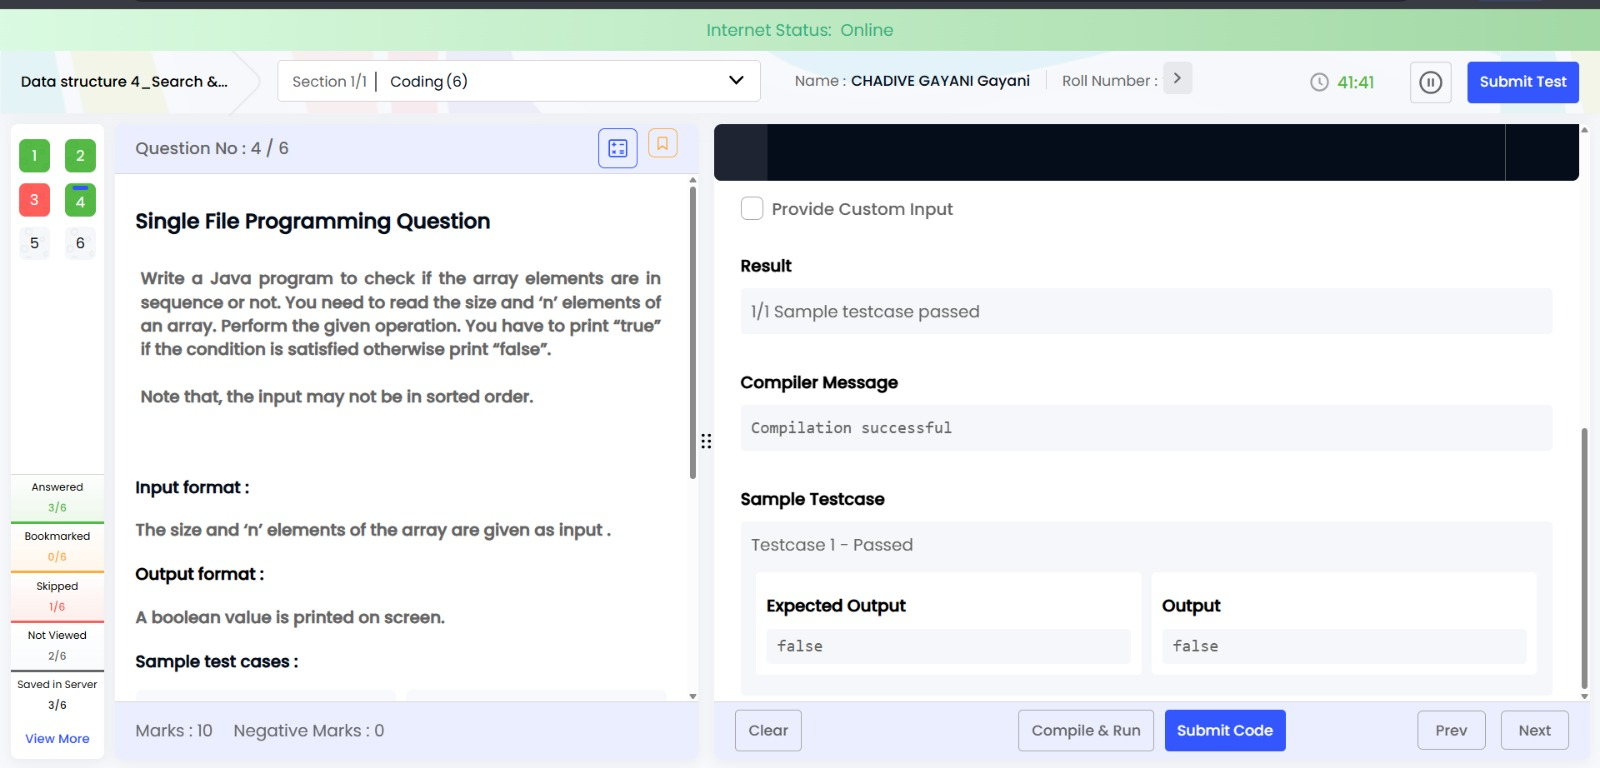 Internet Status: Online
Data structure 4_Search &...
Section 1/1 | Coding (6)
Name : CHADIVE GAYANI Gayani
Roll Number :
41:41
Submit Test
1 2
3 4
5 6
Answered
3/6
Bookmarked
0/6
Skipped
1/6
Not Viewed
2/6
Saved in Server
3/6
View More
Question No : 4 / 6
Single File Programming Question
Write a Java program to check if the array elements are in
sequence or not. You need to read the size and ‘n’ elements of
an array. Perform the given operation. You have to print “true”
if the condition is satisfied otherwise print “false”.
Note that, the input may not be in sorted order.
Input format :
The size and ‘n’ elements of the array are given as input .
Output format :
A boolean value is printed on screen.
Sample test cases :
Marks : 10 Negative Marks : 0
Provide Custom Input
Result
1/1 Sample testcase passed
Compiler Message
Compilation successful
Sample Testcase
Testcase 1 - Passed
Expected Output
false
Output
false
Clear
Compile & Run
Submit Code
Prev
Next